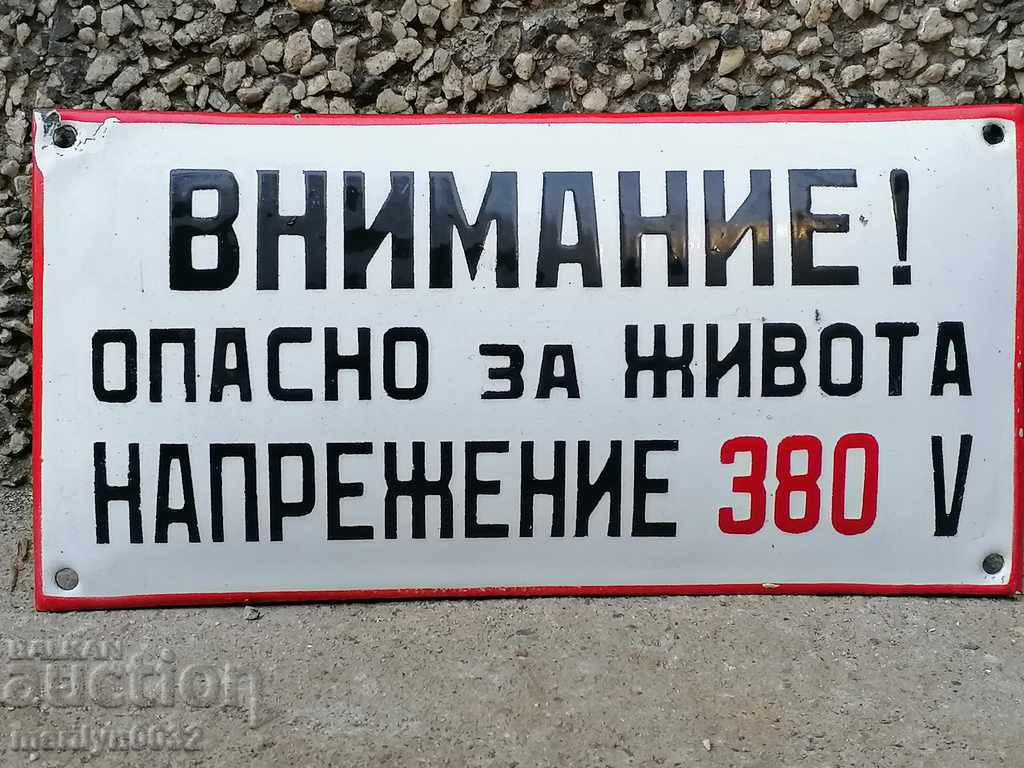 ВНИМАНИЕ!
ОПАСНО ЗА ЖИВОТА
НАПРЕЖЕНИЕ 380 V
BALKAN
auction
marilyn0032